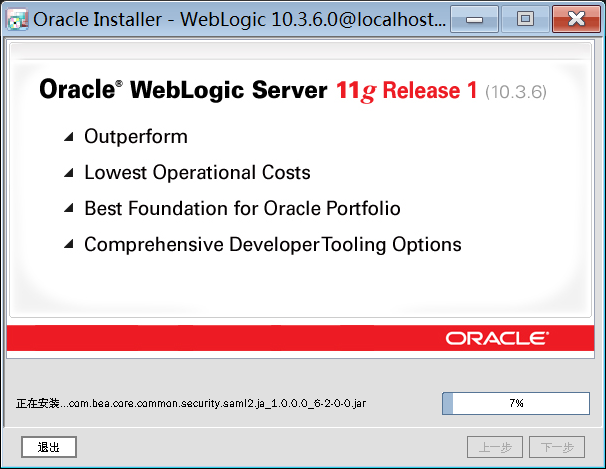 Oracle Installer - WebLogic 10.3.6.0@localhost...
Oracle® WebLogic Server 11g Release 1 (10.3.6)
Outperform
Lowest Operational Costs
Best Foundation for Oracle Portfolio
Comprehensive Developer Tooling Options
ORACLE®
正在安装...com.bea.core.common.security.saml2.ja_1.0.0.0_6-2-0-0.jar 7%
退出 上一步 下一步